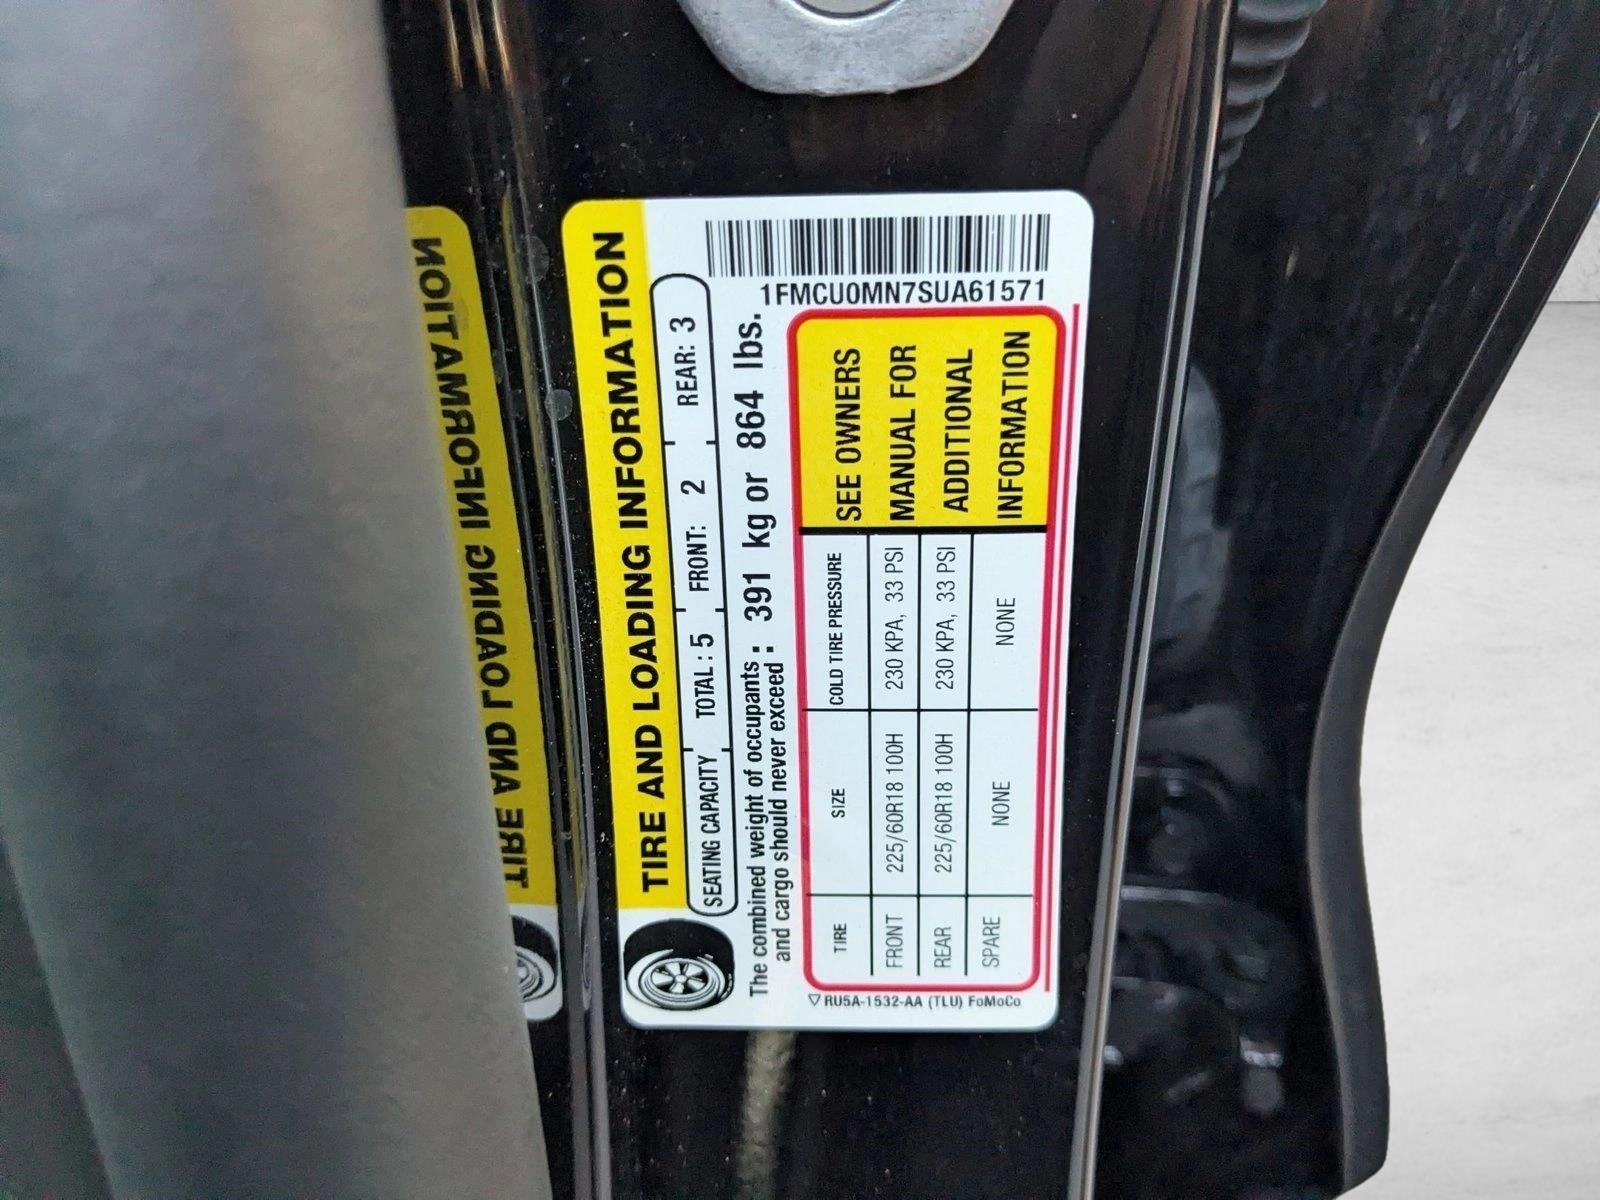 TIRE AND LOADING INFORMATION
SEATING CAPACITY TOTAL : 5 FRONT: 2 REAR: 3
The combined weight of occupants and cargo should never exceed : 391 kg or 864 lbs.
1FMCU0MN7SUA61571
TIRE SIZE COLD TIRE PRESSURE
FRONT 225/60R18 100H 230 KPA, 33 PSI
REAR 225/60R18 100H 230 KPA, 33 PSI
SPARE NONE NONE
SEE OWNERS
MANUAL FOR
ADDITIONAL
INFORMATION
RU5A-1532-AA (TLU) FoMoCo
TIRE AND LOADING INFORMATION